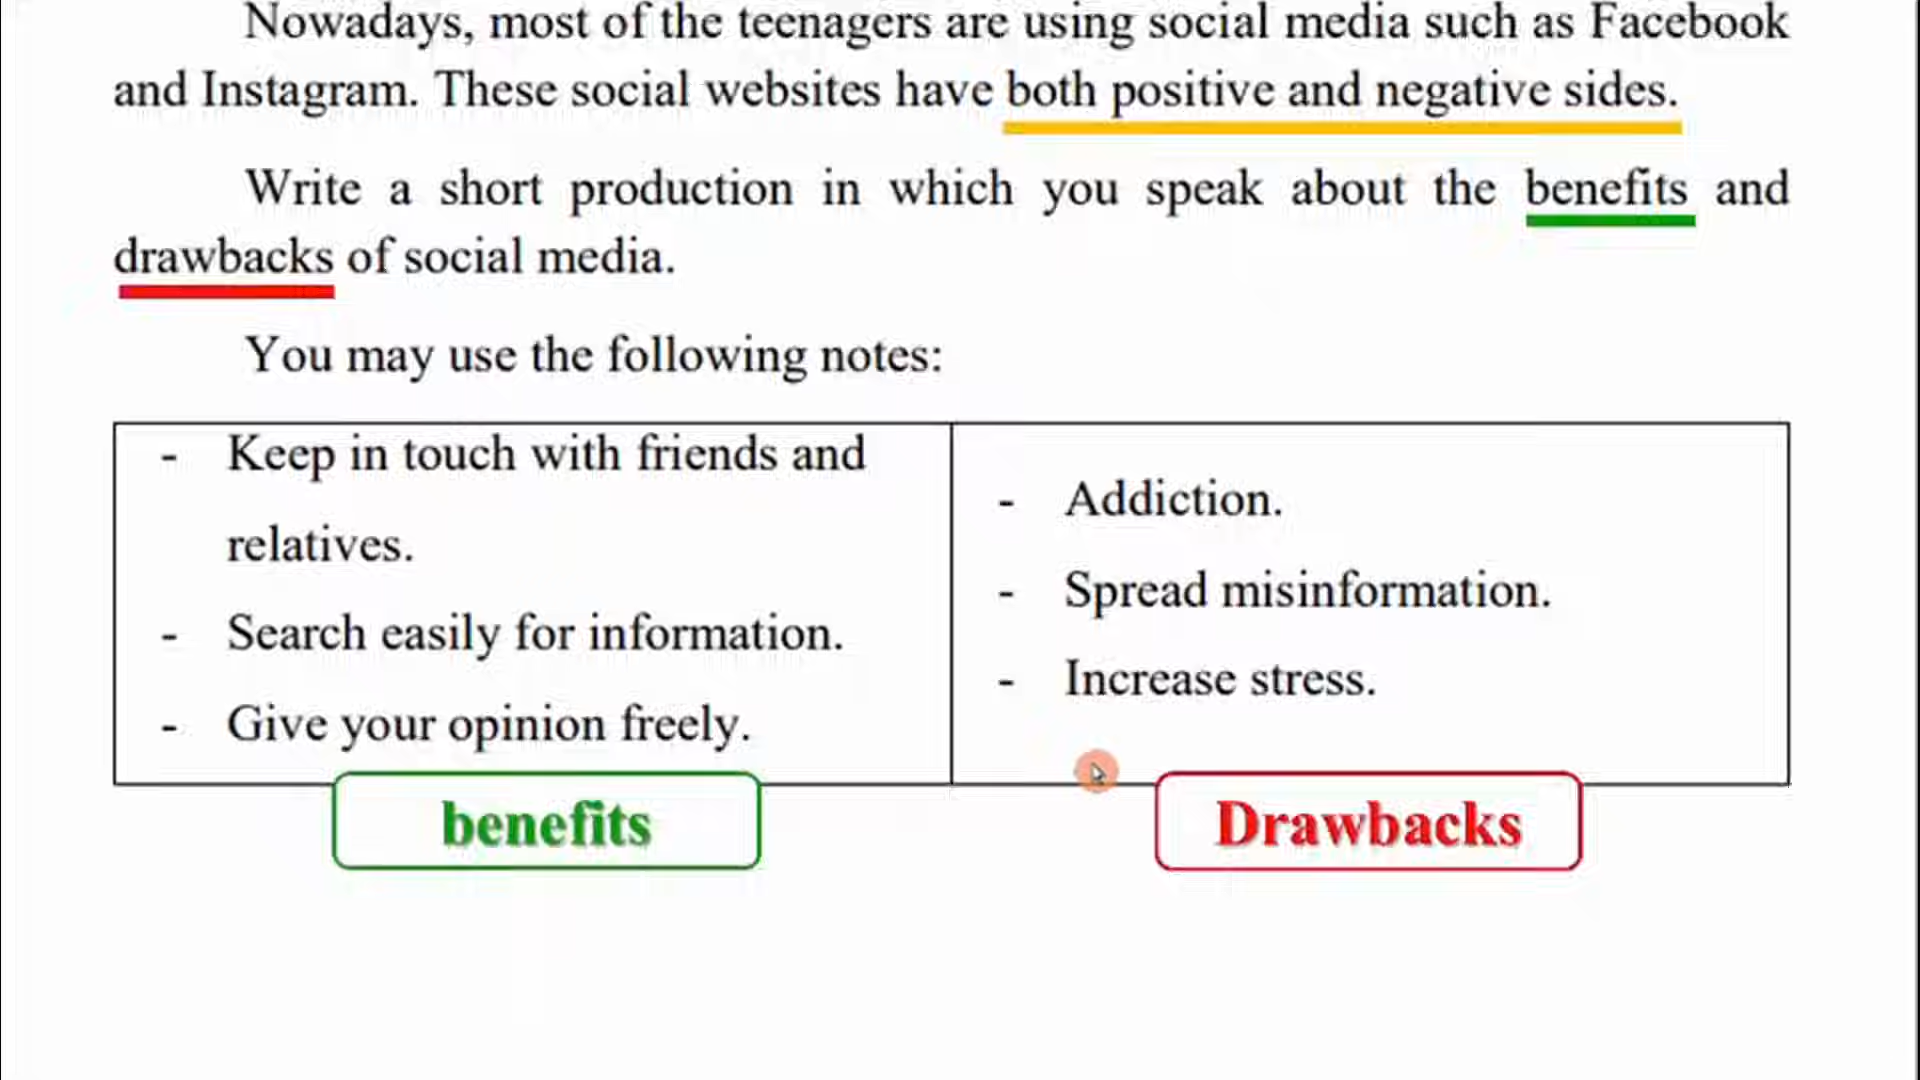 Nowadays, most of the teenagers are using social media such as Facebook
and Instagram. These social websites have both positive and negative sides.
Write a short production in which you speak about the benefits and
drawbacks of social media.
You may use the following notes:
- Keep in touch with friends and
relatives.
- Search easily for information.
- Give your opinion freely.
- Addiction.
- Spread misinformation.
- Increase stress.
benefits
Drawbacks